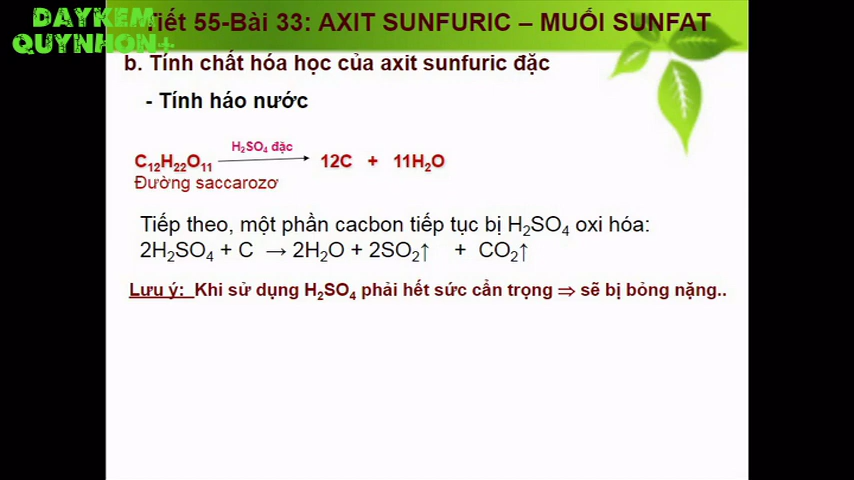 DAYKEM
QUYNHON+
Tiết 55-Bài 33: AXIT SUNFURIC – MUỐI SUNFAT
b. Tính chất hóa học của axit sunfuric đặc
- Tính háo nước
H₂SO₄ đặc
C₁₂H₂₂O₁₁ → 12C + 11H₂O
Đường saccarozơ
Tiếp theo, một phần cacbon tiếp tục bị H₂SO₄ oxi hóa:
2H₂SO₄ + C → 2H₂O + 2SO₂↑ + CO₂↑
Lưu ý: Khi sử dụng H₂SO₄ phải hết sức cẩn trọng ⇒ sẽ bị bỏng nặng..